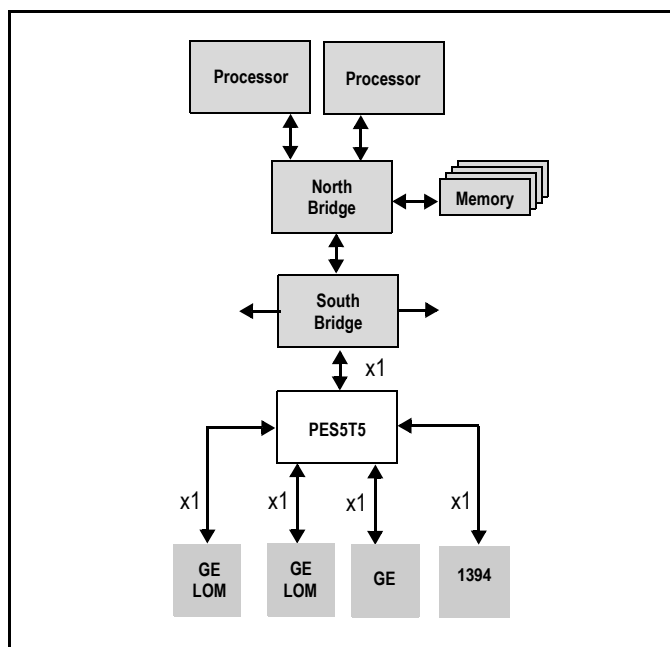 Processor
Processor
North
Bridge
Memory
South
Bridge
x1
PES5T5
x1
x1
x1
x1
GE
LOM
GE
LOM
GE
1394